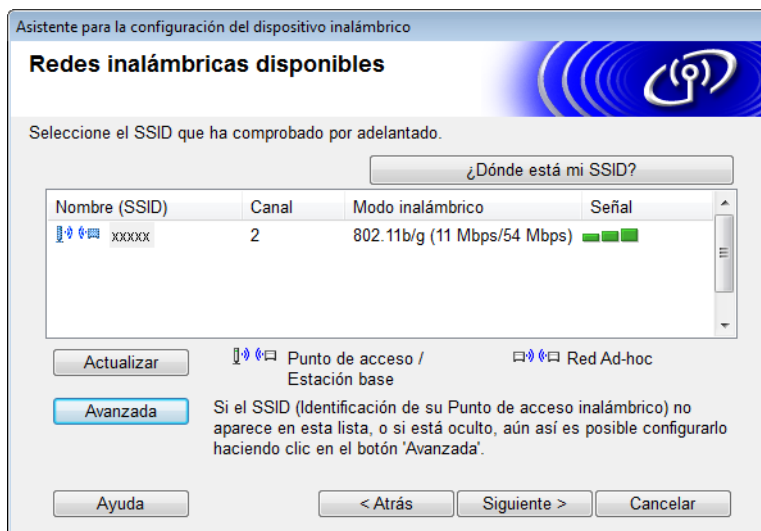 Asistente para la configuración del dispositivo inalámbrico
Redes inalámbricas disponibles
Seleccione el SSID que ha comprobado por adelantado.
¿Dónde está mi SSID?
Nombre (SSID) Canal Modo inalámbrico Señal
xxxxx 2 802.11b/g (11 Mbps/54 Mbps)
Actualizar
Punto de acceso /
Estación base
Red Ad-hoc
Avanzada
Si el SSID (Identificación de su Punto de acceso inalámbrico) no
aparece en esta lista, o si está oculto, aún así es posible configurarlo
haciendo clic en el botón 'Avanzada'.
Ayuda < Atrás Siguiente > Cancelar